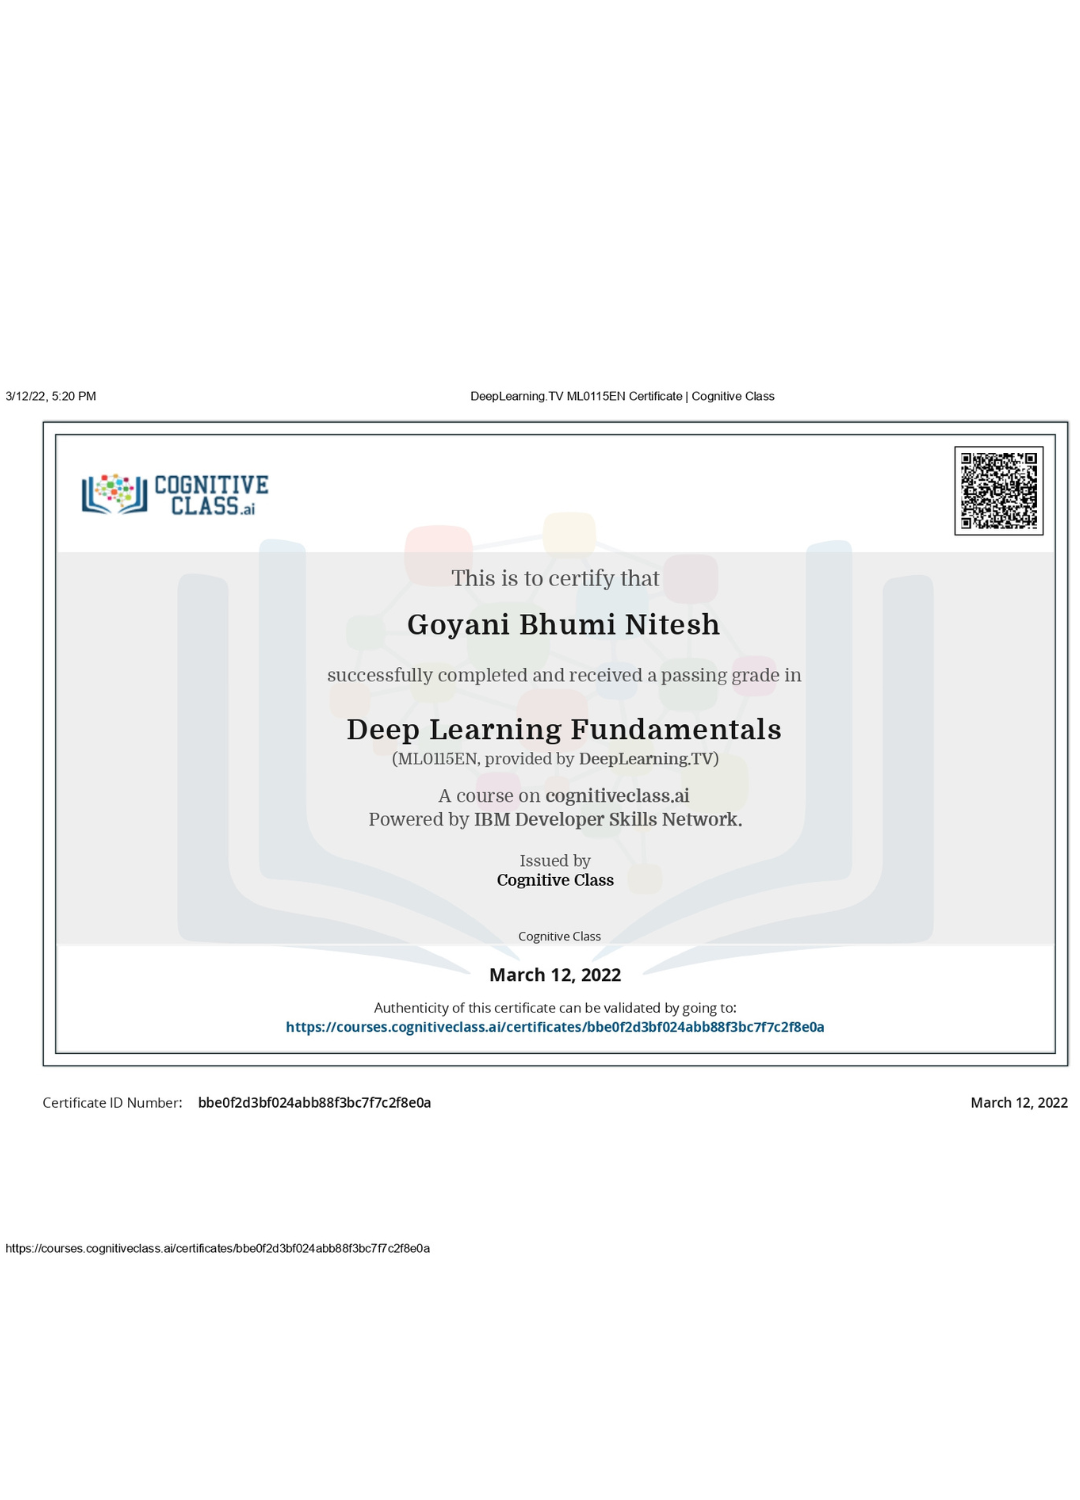 3/12/22, 5:20 PM
DeepLearning.TV ML0115EN Certificate | Cognitive Class
COGNITIVE
CLASS.ai
This is to certify that
Goyani Bhumi Nitesh
successfully completed and received a passing grade in
Deep Learning Fundamentals
(ML0115EN, provided by DeepLearning.TV)
A course on cognitiveclass.ai
Powered by IBM Developer Skills Network.
Issued by
Cognitive Class
Cognitive Class
March 12, 2022
Authenticity of this certificate can be validated by going to:
https://courses.cognitiveclass.ai/certificates/bbe0f2d3bf024abb88f3bc7f7c2f8e0a
Certificate ID Number: bbe0f2d3bf024abb88f3bc7f7c2f8e0a
March 12, 2022
https://courses.cognitiveclass.ai/certificates/bbe0f2d3bf024abb88f3bc7f7c2f8e0a